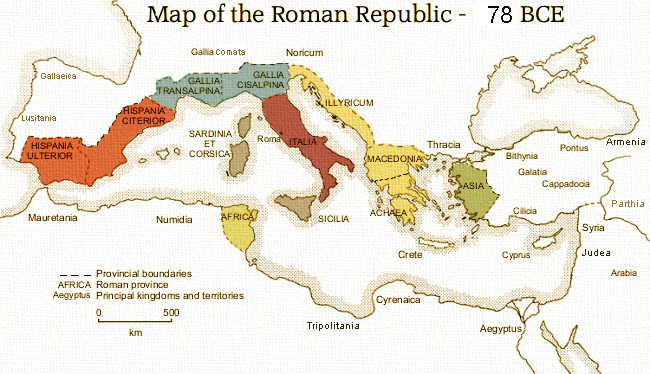 Map of the Roman Republic - 78 BCE
Gallia Comata
Noricum
Gallaecia
GALLIA
TRANSALPINA
GALLIA
CISALPINA
ILLYRICUM
HISPANIA
CITERIOR
Lusitania
SARDINIA
ET
CORSICA
Roma
ITALIA
HISPANIA
ULTERIOR
MACEDONIA
Thracia
Bithynia
Pontus
Armenia
Galatia
Cappadocia
ASIA
Parthia
Mauretania
Numidia
AFRICA
SICILIA
ACHAEA
Cilicia
Syria
Crete
Cyprus
Judea
Arabia
Provincial boundaries
AFRICA Roman province
Aegyptus Principal kingdoms and territories
0 500
km
Cyrenaica
Tripolitania
Aegyptus